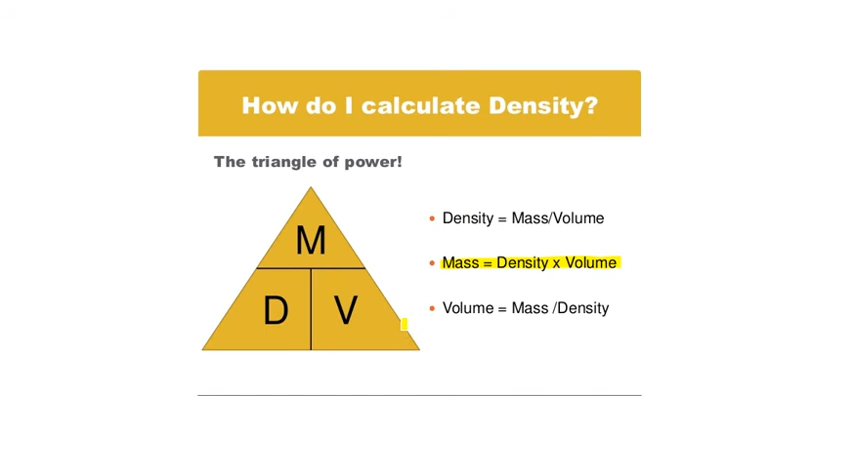 How do I calculate Density?
The triangle of power!
M
D V
• Density = Mass/Volume
• Mass = Density x Volume
• Volume = Mass /Density